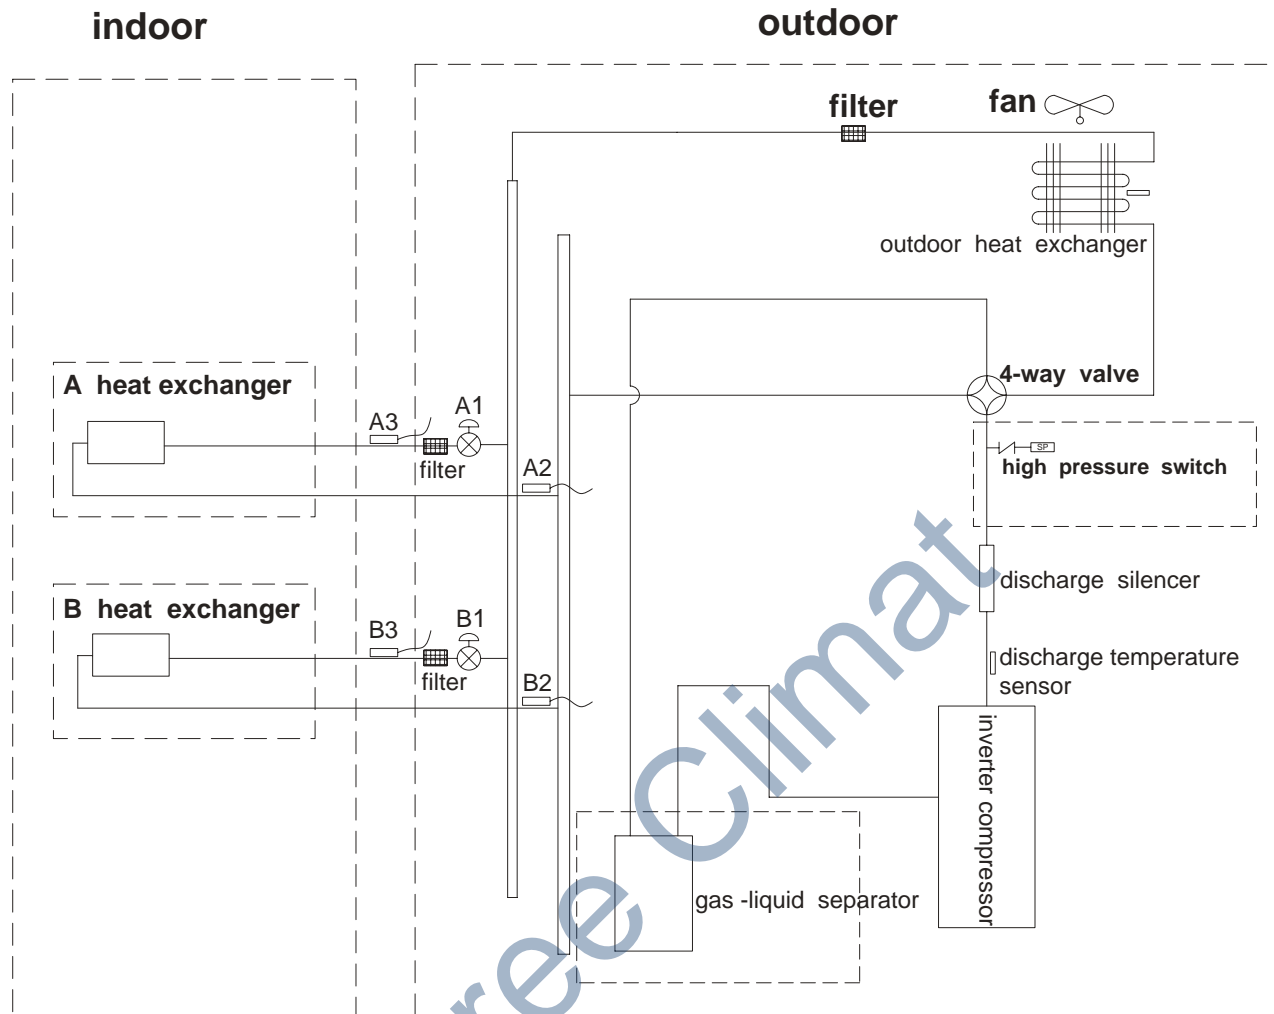 indoor
outdoor
filter
fan
outdoor heat exchanger
4-way valve
A heat exchanger
A3
A1
filter
A2
SP
high pressure switch
discharge silencer
B heat exchanger
B3
B1
filter
B2
discharge temperature
sensor
inverter compressor
gas -liquid separator
ree Climat